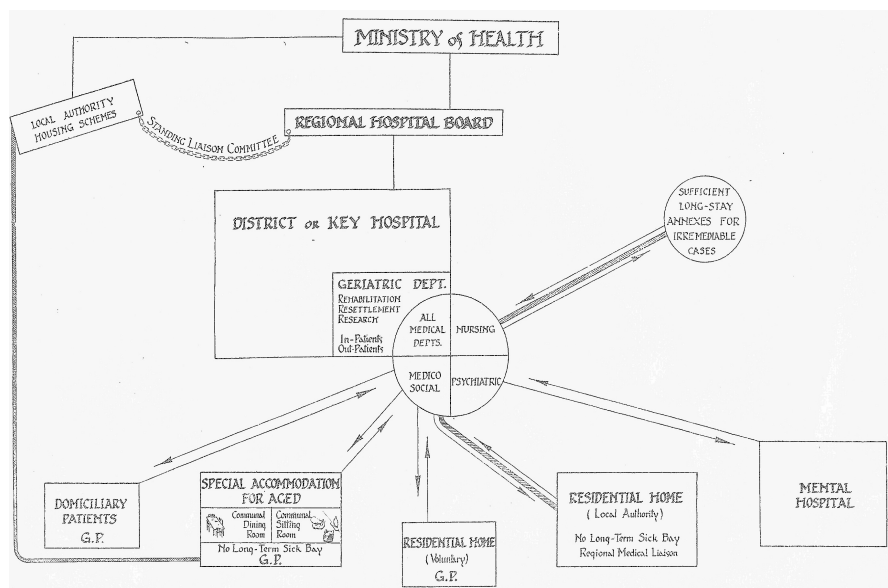 MINISTRY of HEALTH
LOCAL AUTHORITY
HOUSING SCHEMES
STANDING LIAISON COMMITTEE
REGIONAL HOSPITAL BOARD
DISTRICT OR KEY HOSPITAL
SUFFICIENT
LONG-STAY
ANNEXES FOR
IRREMEDIABLE
CASES
GERIATRIC DEPT.
REHABILITATION
RESETTLEMENT
RESEARCH
In-Patients
Out-Patients
ALL
MEDICAL
DEPTS.
NURSING
MEDICO
SOCIAL
PSYCHIATRIC
DOMICILIARY
PATIENTS
G.P.
SPECIAL ACCOMMODATION
FOR AGED
Communal
Dining
Room
Communal
Sitting
Room
No Long-Term Sick Bay
G.P.
RESIDENTIAL HOME
(Voluntary)
G.P.
RESIDENTIAL HOME
(Local Authority)
No Long-Term Sick Bay
Regional Medical Liaison
MENTAL
HOSPITAL